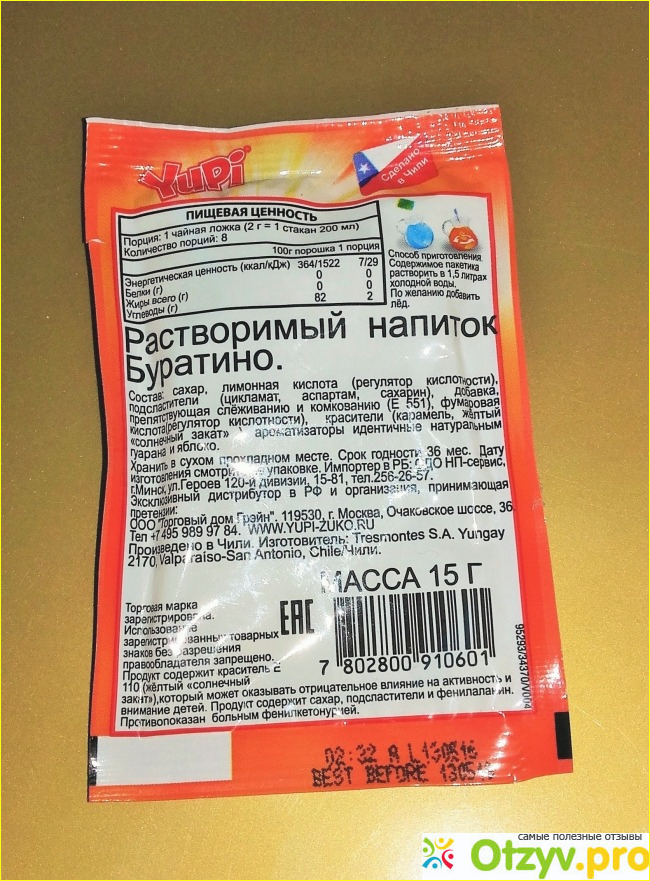 Yupi
Сделано
в Чили
ПИЩЕВАЯ ЦЕННОСТЬ
Порция: 1 чайная ложка (2 г = 1 стакан 200 мл)
Количество порций: 8
100г порошка 1 порция
Энергетическая ценность (ккал/кДж) 364/1522 7/29
Белки (г) 0 0
Жиры всего (г) 0 0
Углеводы (г) 82 2
Способ приготовления
Содержимое пакетика
растворить в 1,5 литрах
холодной воды.
По желанию добавить
лёд.
Растворимый напиток
Буратино.
Состав: сахар, лимонная кислота (регулятор кислотности),
подсластители (цикламат, аспартам, сахарин), добавка,
препятствующая слёживанию и комкованию (Е 551), фумаровая
кислота(регулятор кислотности), красители (карамель, жёлтый
«солнечный закат» ароматизаторы идентичные натуральным
гуарана и яблоко.
Хранить в сухом прохладном месте. Срок годности 36 мес. Дату
изготовления смотри упаковке. Импортер в РБ: НП-сервис,
г.Минск,ул.Героев 120-й дивизии, 15-81, тел.256-26-57.
Эксклюзивный дистрибутор в РФ и организация, принимающая
претензии:
ООО "Торговый дом Грэйн". 119530, г. Москва, Очаковское шоссе, 36.
Тел +7 495 989 97 84. WWW.YUPI-ZUKO.RU
Произведено в Чили. Изготовитель: Tresmontes S.A. Yungay
2170, Valparaiso-San Antonio, Chile/Чили.
МАССА 15 Г
Торговая марка
зарегистрирована.
Использование
зарегистрированных товарных
знаков без разрешения
правообладателя запрещено.
Продукт содержит краситель Е
110 (жёлтый «солнечный
закат»),который может оказывать отрицательное влияние на активность и
внимание детей. Продукт содержит сахар, подсластители и фенилаланин.
Противопоказан больным фенилкетонурией.
EAC
7 802800 910601
95293/34370/V004
BEST BEFORE
самые полезные отзывы
Otzyv.pro